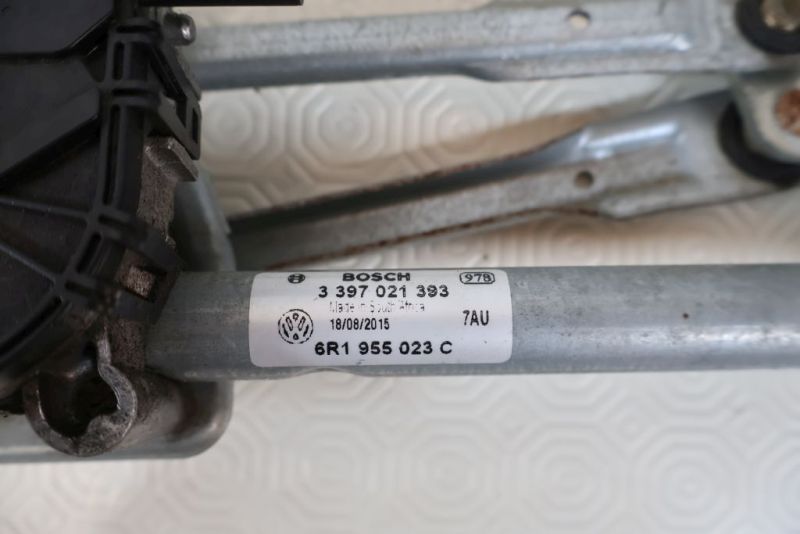 BOSCH 978
3 397 021 393
Made in South Africa
18/08/2015 7AU
6R1 955 023 C